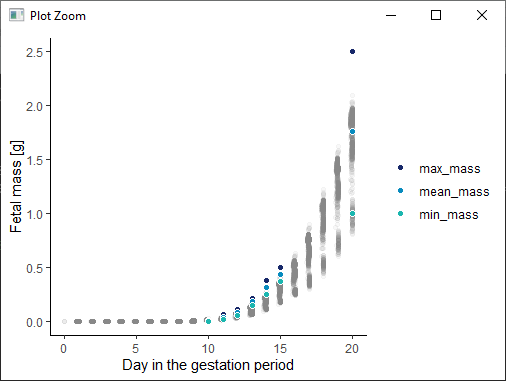 Plot Zoom
2.5
2.0
1.5
1.0
0.5
0.0
Fetal mass [g]
0
5
10
15
20
Day in the gestation period
max_mass
mean_mass
min_mass